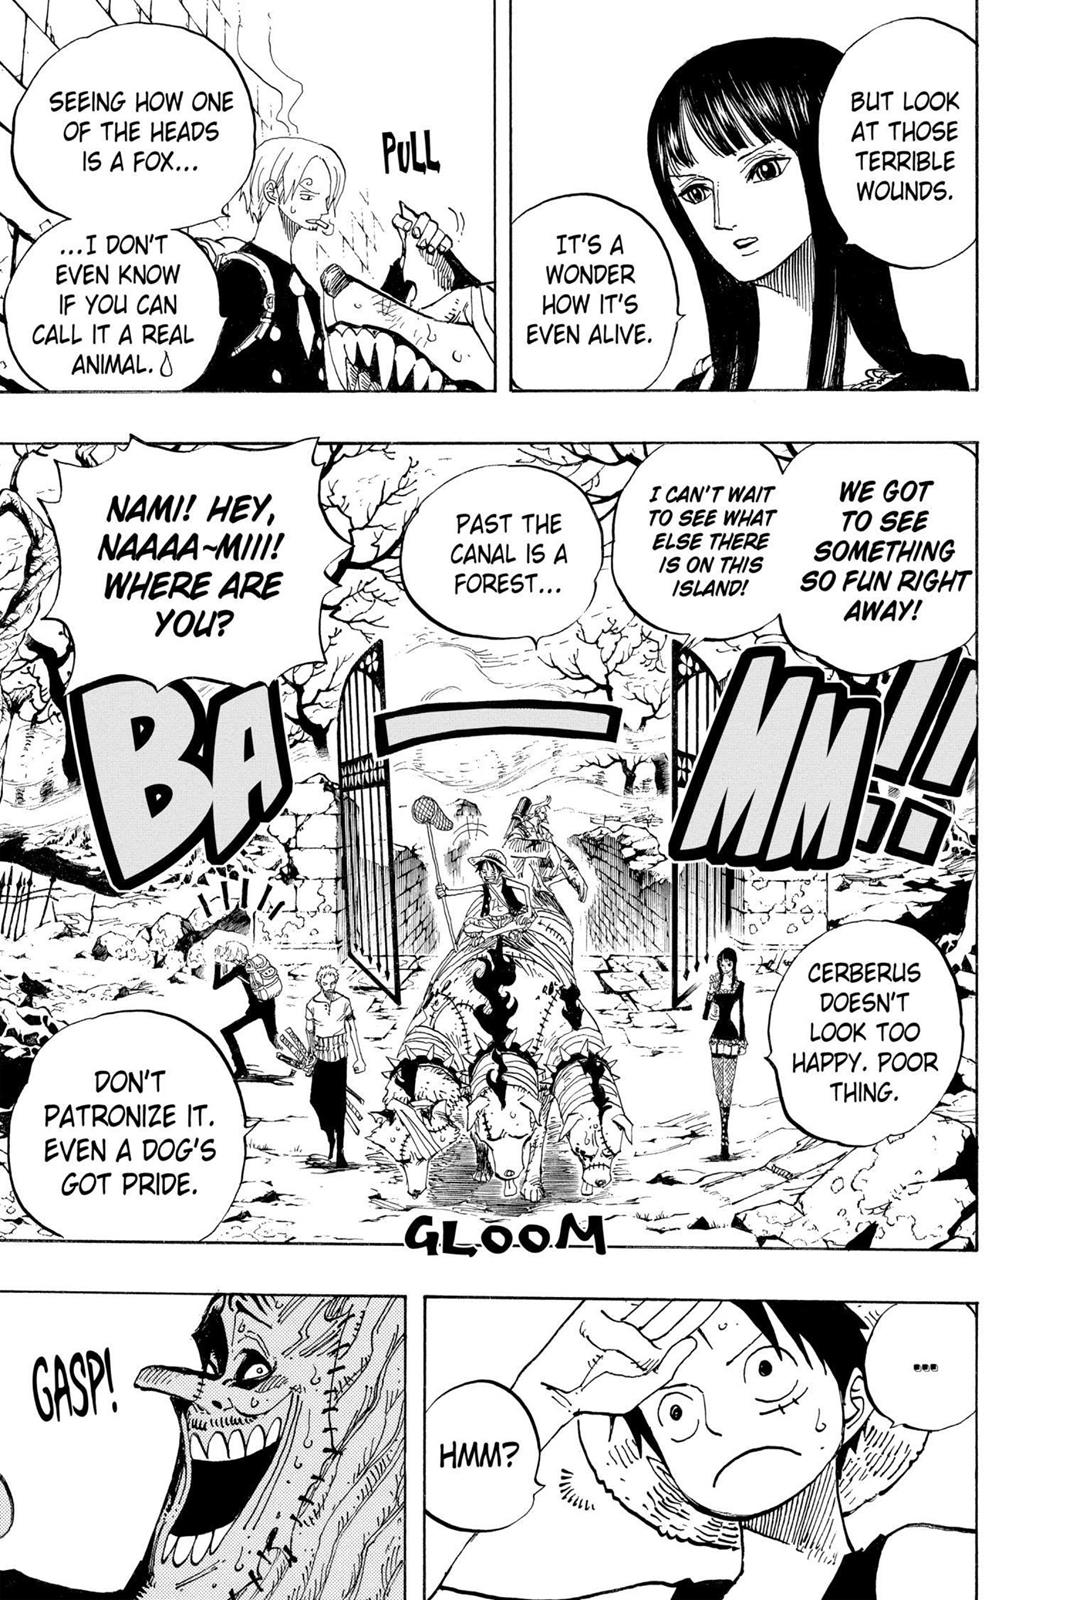 BUT LOOK
AT THOSE
TERRIBLE
WOUNDS.
IT'S A
WONDER
HOW IT'S
EVEN ALIVE.
PULL
SEEING HOW ONE
OF THE HEADS
IS A FOX...
...I DON'T
EVEN KNOW
IF YOU CAN
CALL IT A REAL
ANIMAL.
WE GOT
TO SEE
SOMETHING
SO FUN RIGHT
AWAY!
I CAN'T WAIT
TO SEE WHAT
ELSE THERE
IS ON THIS
ISLAND!
PAST THE
CANAL IS A
FOREST...
NAMI! HEY,
NAAAA~MIII!
WHERE ARE
YOU?
BA—MM!!
CERBERUS
DOESN'T
LOOK TOO
HAPPY. POOR
THING.
DON'T
PATRONIZE IT.
EVEN A DOG'S
GOT PRIDE.
GLOOM
...
HMM?
GASP!